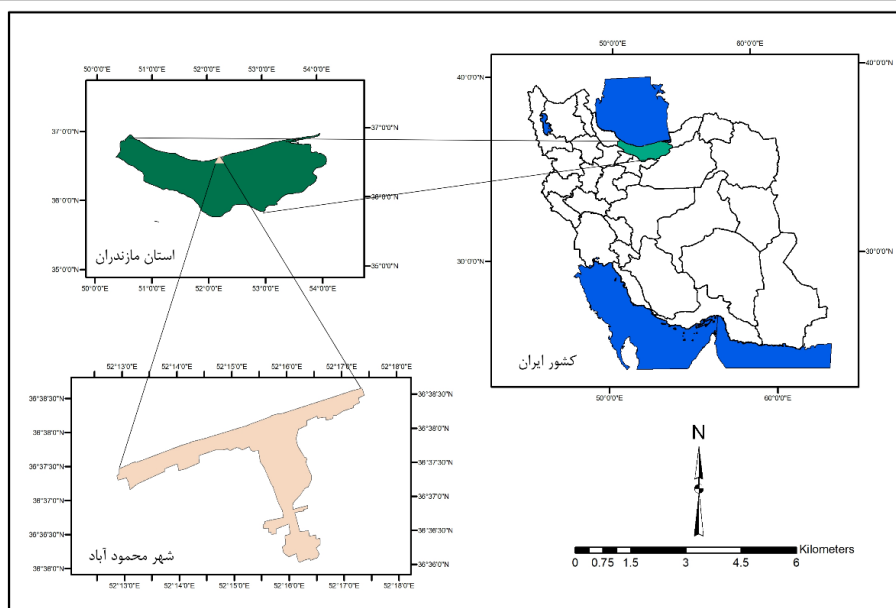 50°0'0"E 51°0'0"E 52°0'0"E 53°0'0"E 54°0'0"E
37°0'0"N 37°0'0"N
36°0'0"N 36°0'0"N
35°0'0"N 35°0'0"N
استان مازندران
50°0'0"E 51°0'0"E 52°0'0"E 53°0'0"E 54°0'0"E
50°0'0"E 60°0'0"E
40°0'0"N 40°0'0"N
30°0'0"N 30°0'0"N
کشور ایران
50°0'0"E 60°0'0"E
52°13'0"E 52°14'0"E 52°15'0"E 52°16'0"E 52°17'0"E 52°18'0"E
36°38'30"N 36°38'30"N
36°38'0"N 36°38'0"N
36°37'30"N 36°37'30"N
36°37'0"N 36°37'0"N
36°36'30"N 36°36'30"N
36°36'0"N 36°36'0"N
شهر محمود آباد
52°13'0"E 52°14'0"E 52°15'0"E 52°16'0"E 52°17'0"E 52°18'0"E
N
Kilometers
0 0.75 1.5 3 4.5 6